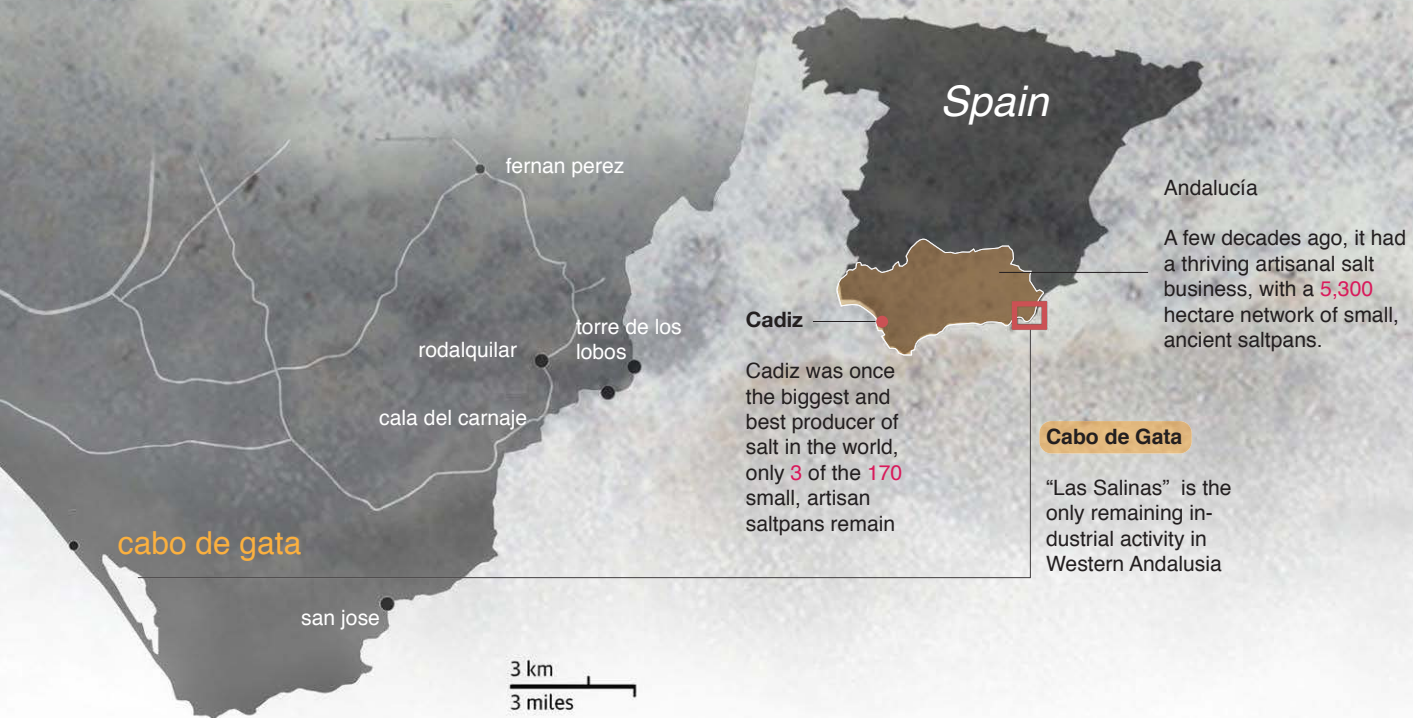 Spain
fernan perez
torre de los
lobos
rodalquilar
cala del carnaje
cabo de gata
san jose
3 km
3 miles
Andalucía
A few decades ago, it had
a thriving artisanal salt
business, with a 5,300
hectare network of small,
ancient saltpans.
Cadiz
Cadiz was once
the biggest and
best producer of
salt in the world,
only 3 of the 170
small, artisan
saltpans remain
Cabo de Gata
“Las Salinas”  is the
only remaining in-
dustrial activity in
Western Andalusia